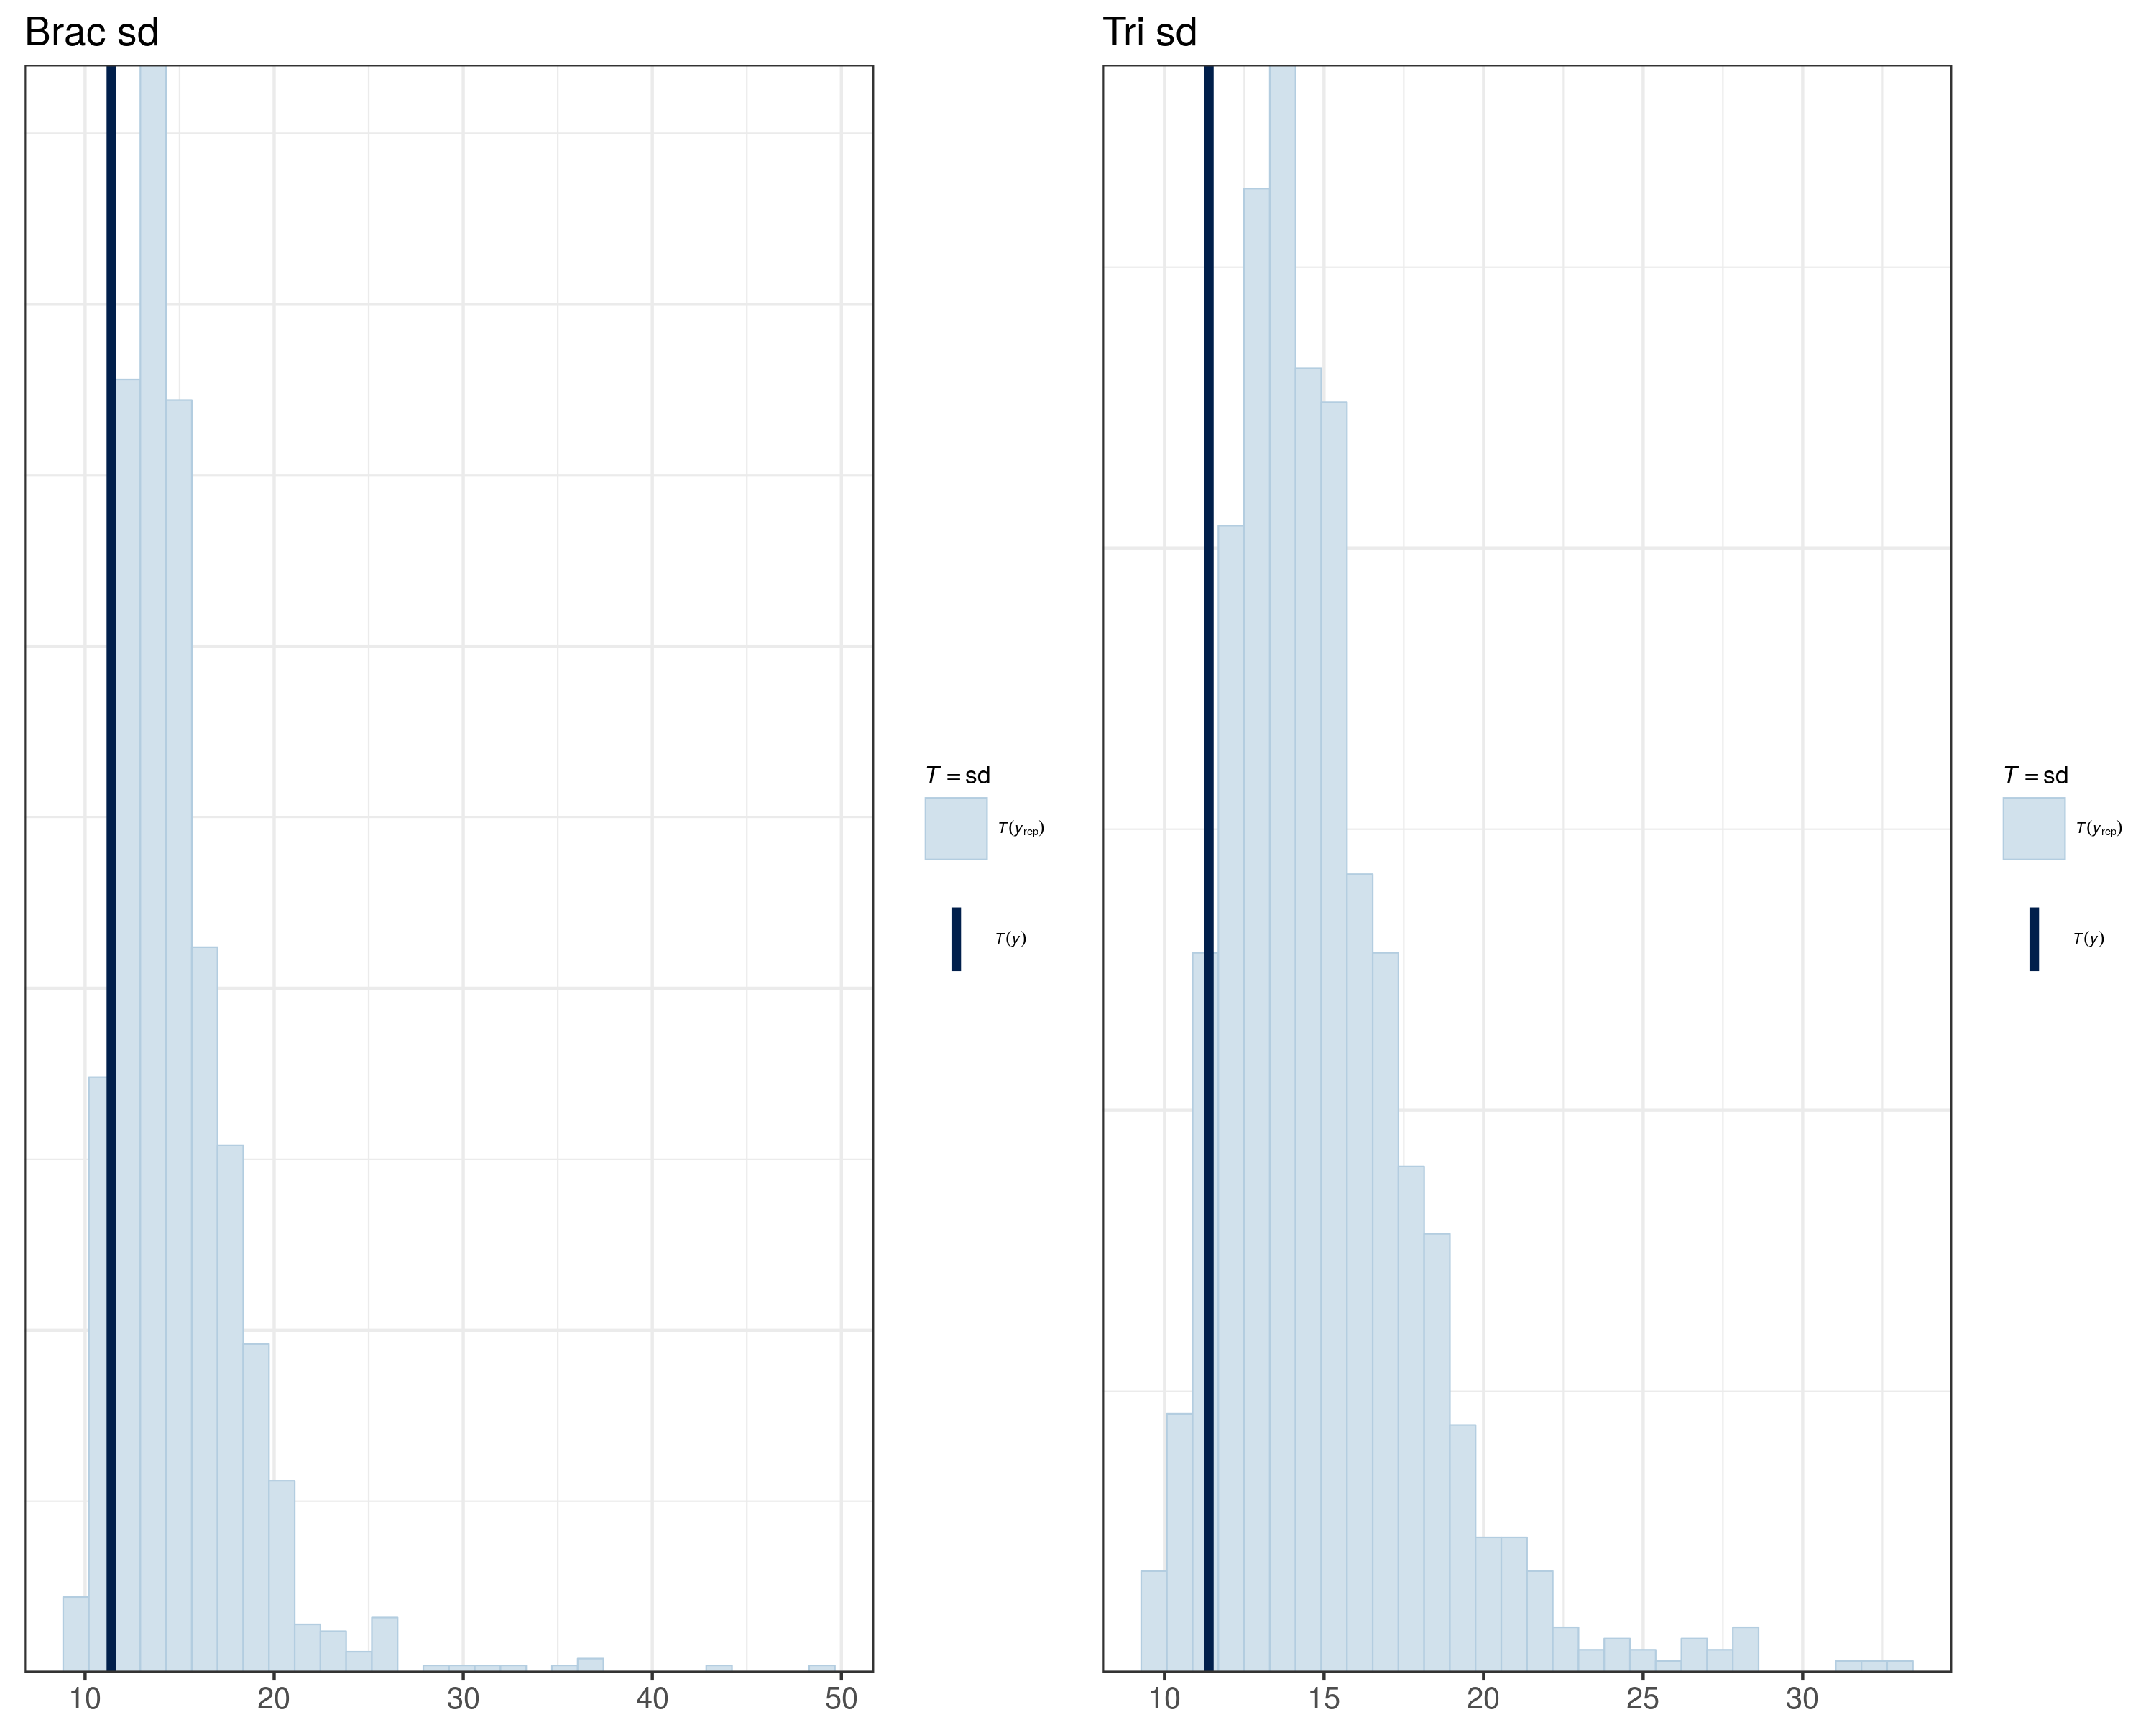 Brac sd
T = sd
T(yrep)
T(y)
10 20 30 40 50
Tri sd
T = sd
T(yrep)
T(y)
10 15 20 25 30